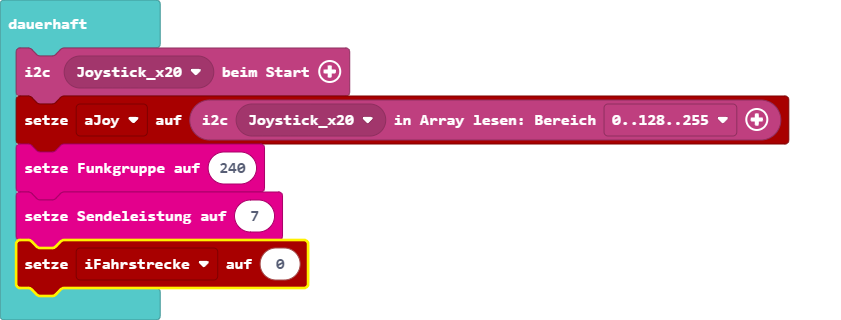 dauerhaft
i2c Joystick_x20 beim Start
setze aJoy auf i2c Joystick_x20 in Array lesen: Bereich 0..128..255
setze Funkgruppe auf 240
setze Sendeleistung auf 7
setze iFahrstrecke auf 0